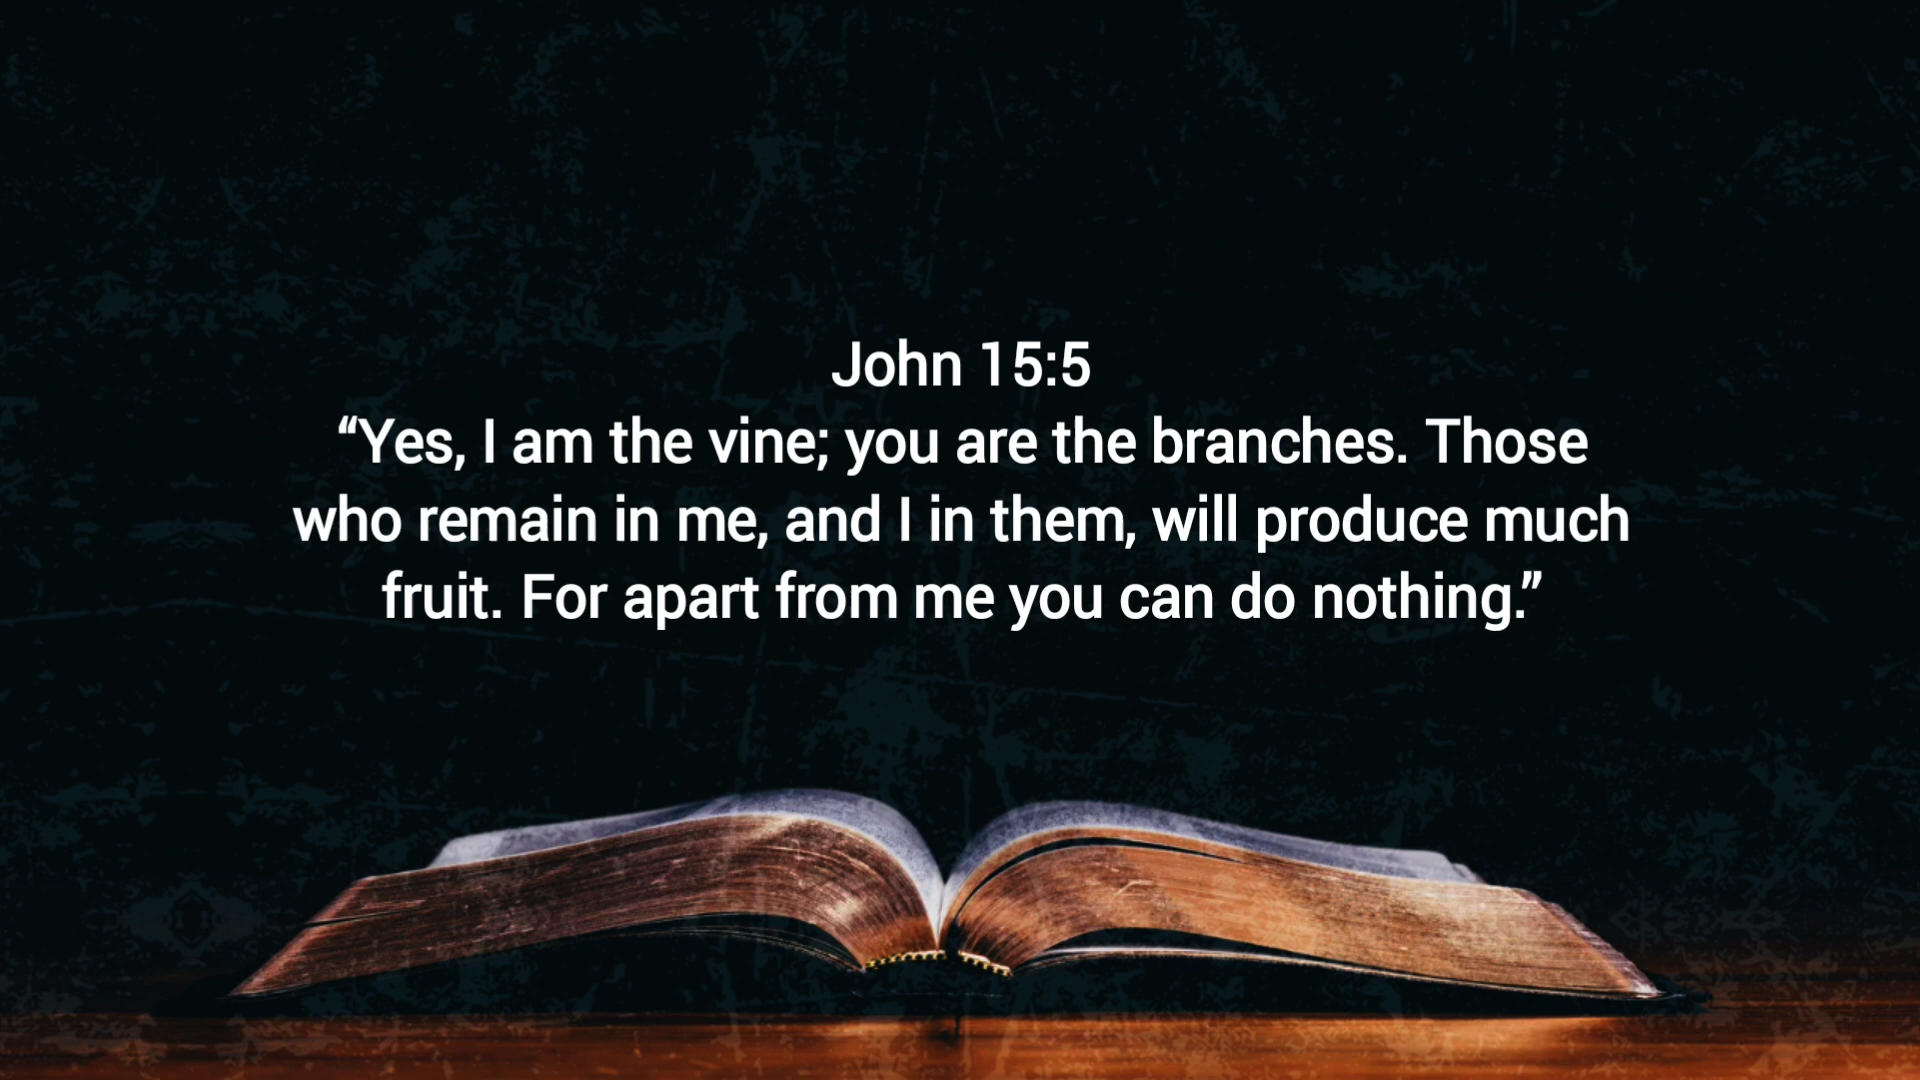 John 15:5
“Yes, I am the vine; you are the branches. Those
who remain in me, and I in them, will produce much
fruit. For apart from me you can do nothing.”